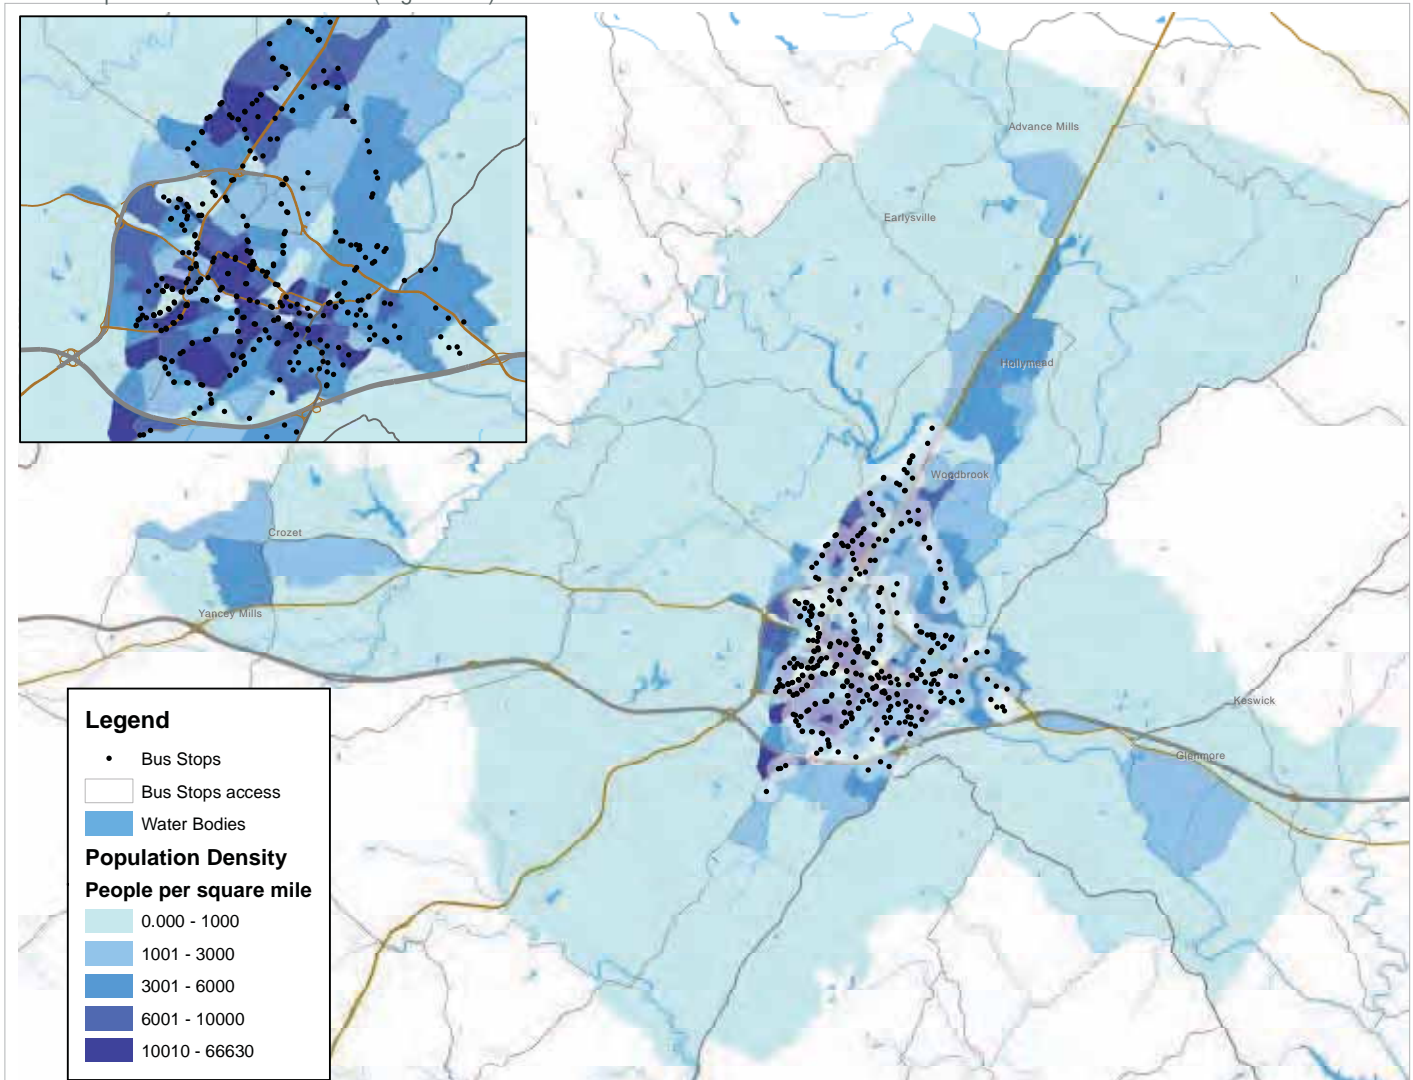 Advance Mills
Earlysville
Hollymead
Woodbrook
Crozet
Yancey Mills
Keswick
Glenmore
Legend
Bus Stops
Bus Stops access
Water Bodies
Population Density
People per square mile
0.000 - 1000
1001 - 3000
3001 - 6000
6001 - 10000
10010 - 66630